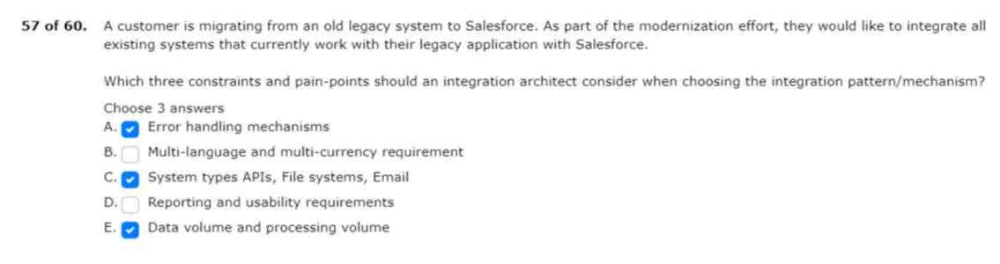 57 of 60. A customer is migrating from an old legacy system to Salesforce. As part of the modernization effort, they would like to integrate all
existing systems that currently work with their legacy application with Salesforce.
Which three constraints and pain-points should an integration architect consider when choosing the integration pattern/mechanism?
Choose 3 answers
A. Error handling mechanisms
B. Multi-language and multi-currency requirement
C. System types APIs, File systems, Email
D. Reporting and usability requirements
E. Data volume and processing volume